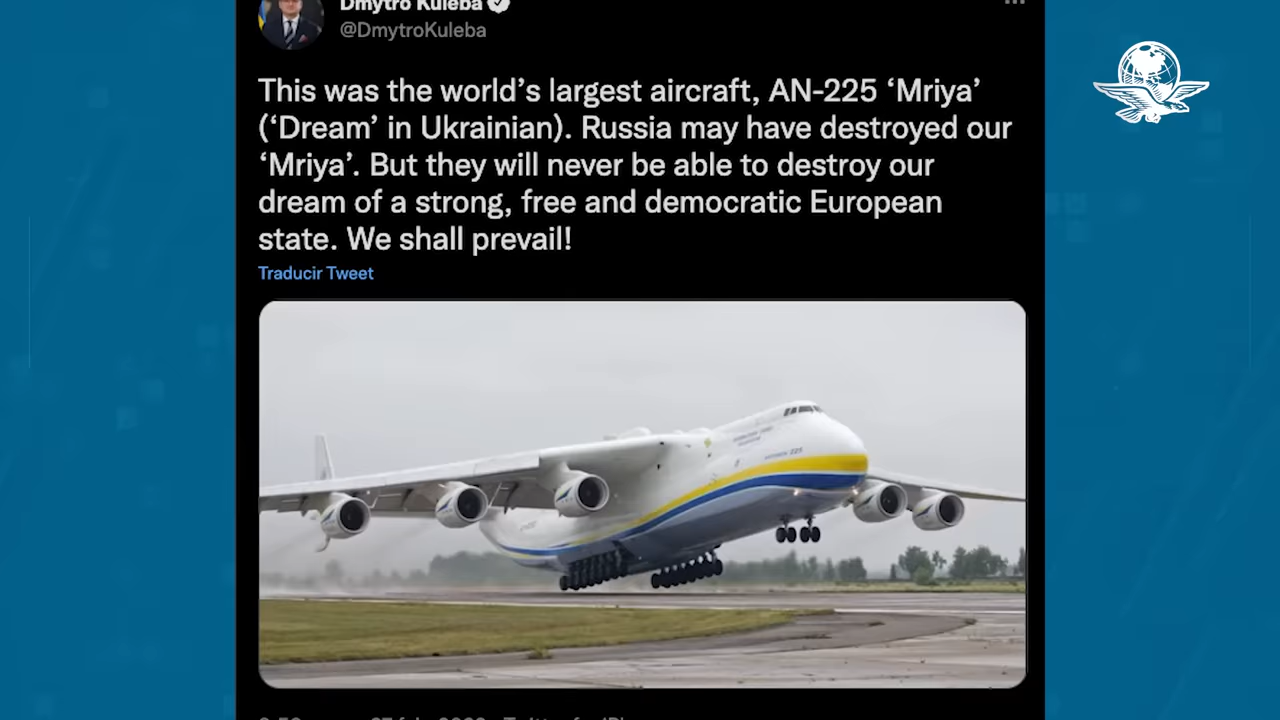 Dmytro Kuleba
@DmytroKuleba
This was the world’s largest aircraft, AN-225 ‘Mriya’
(‘Dream’ in Ukrainian). Russia may have destroyed our
‘Mriya’. But they will never be able to destroy our
dream of a strong, free and democratic European
state. We shall prevail!
Traducir Tweet